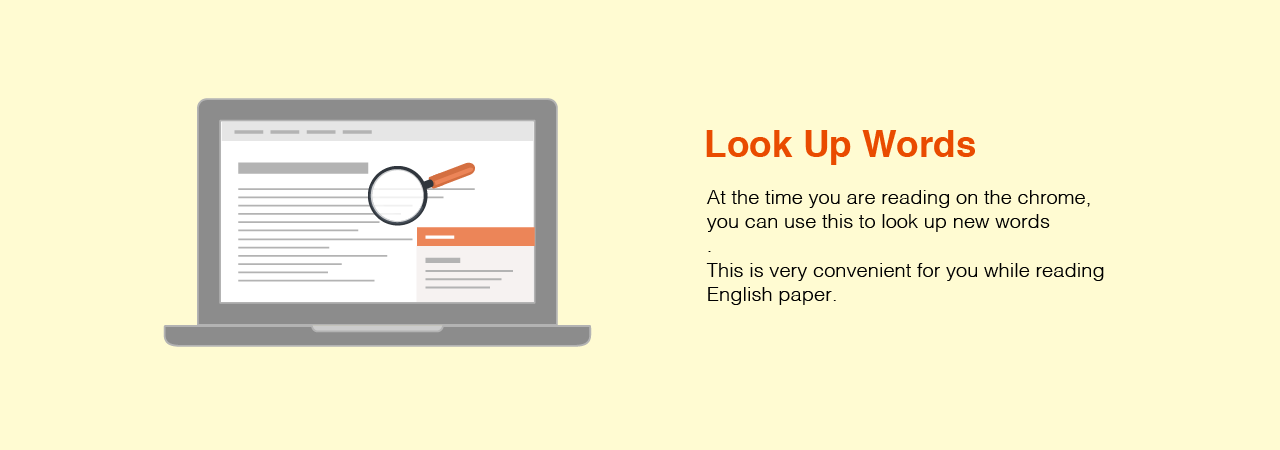 Look Up Words
At the time you are reading on the chrome,
you can use this to look up new words
.
This is very convenient for you while reading
English paper.